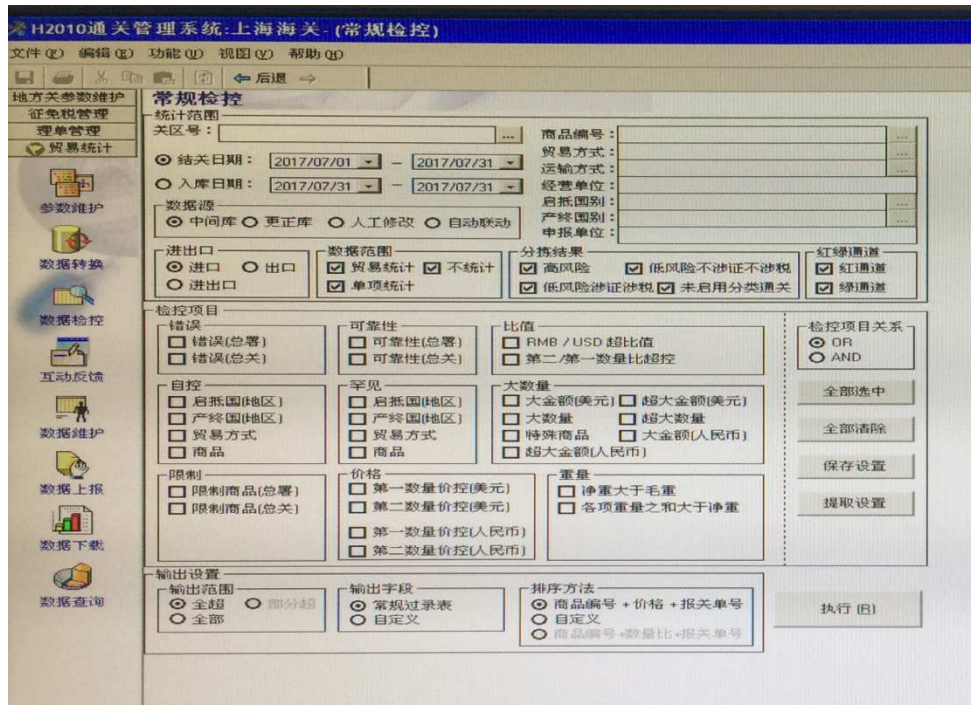 H2010通关管理系统:上海海关-(常规检控)
文件(F) 编辑(E) 功能(U) 视图(V) 帮助(H)
后退
地方关参数维护
征免税管理
理单管理
贸易统计
参数维护
数据转换
数据检控
互动反馈
数据维护
数据上报
数据下载
数据查询
常规检控
统计范围
关区号： ... 商品编号： ...
结关日期： 2017/07/01 - 2017/07/31 贸易方式： ...
运输方式： ...
入库日期： 2017/07/31 - 2017/07/31 经营单位：
启抵国别： ...
数据源 产终国别： ...
中间库 更正库 人工修改 自动联动 申报单位： ...
进出口 数据范围 分拣结果 红绿通道
进口 出口 贸易统计 不统计 高风险 低风险不涉证不涉税 红通道
进出口 单项统计 低风险涉证涉税 未启用分类通关 绿通道
检控项目
错误 可靠性 比值 检控项目关系
错误(总署) 可靠性(总署) RMB / USD 超比值 OR
错误(总关) 可靠性(总关) 第二/第一数量比超控 AND
自控 罕见 大数量
启抵国(地区) 启抵国(地区) 大金额(美元) 超大金额(美元) 全部选中
产终国(地区) 产终国(地区) 大数量 超大数量
贸易方式 贸易方式 特殊商品 大金额(人民币) 全部清除
商品 商品 超大金额(人民币)
限制 价格 重量 保存设置
限制商品(总署) 第一数量价控(美元) 净重大于毛重
限制商品(总关) 第二数量价控(美元) 各项重量之和大于净重 提取设置
第一数量价控(人民币)
第二数量价控(人民币)
输出设置
输出范围 输出字段 排序方法
全超 部分超 常规过录表 商品编号+价格+报关单号 执行(R)
全部 自定义 自定义
商品编号+数量比+报关单号